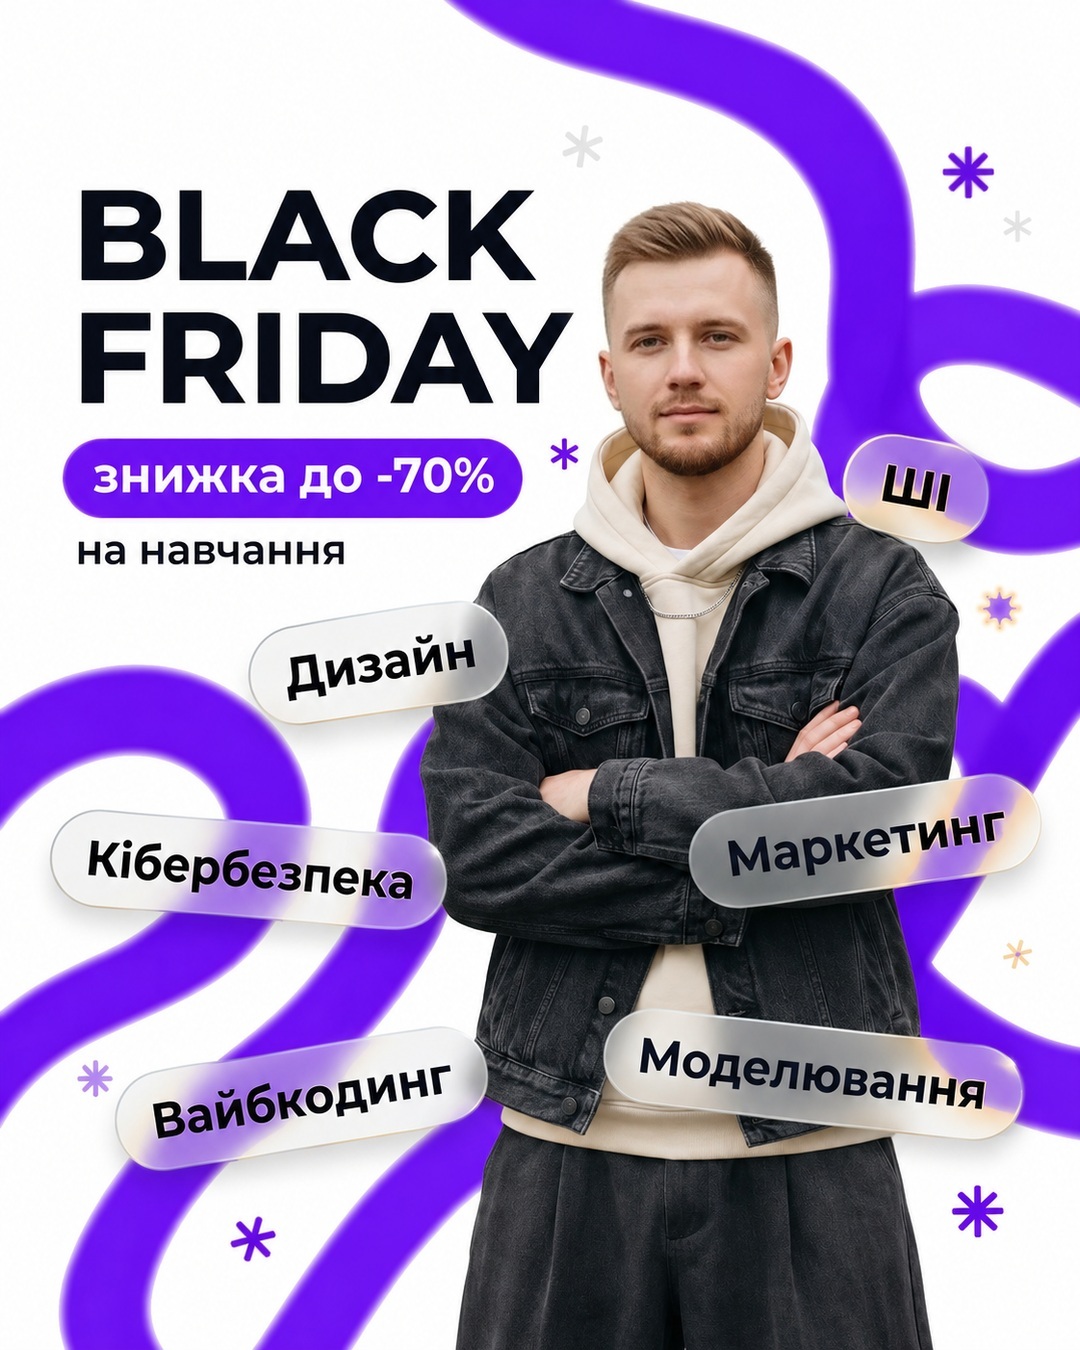 BLACK
FRIDAY
знижка до -70%
на навчання
ШІ
Дизайн
Маркетинг
Кібербезпека
Моделювання
Вайбкодинг